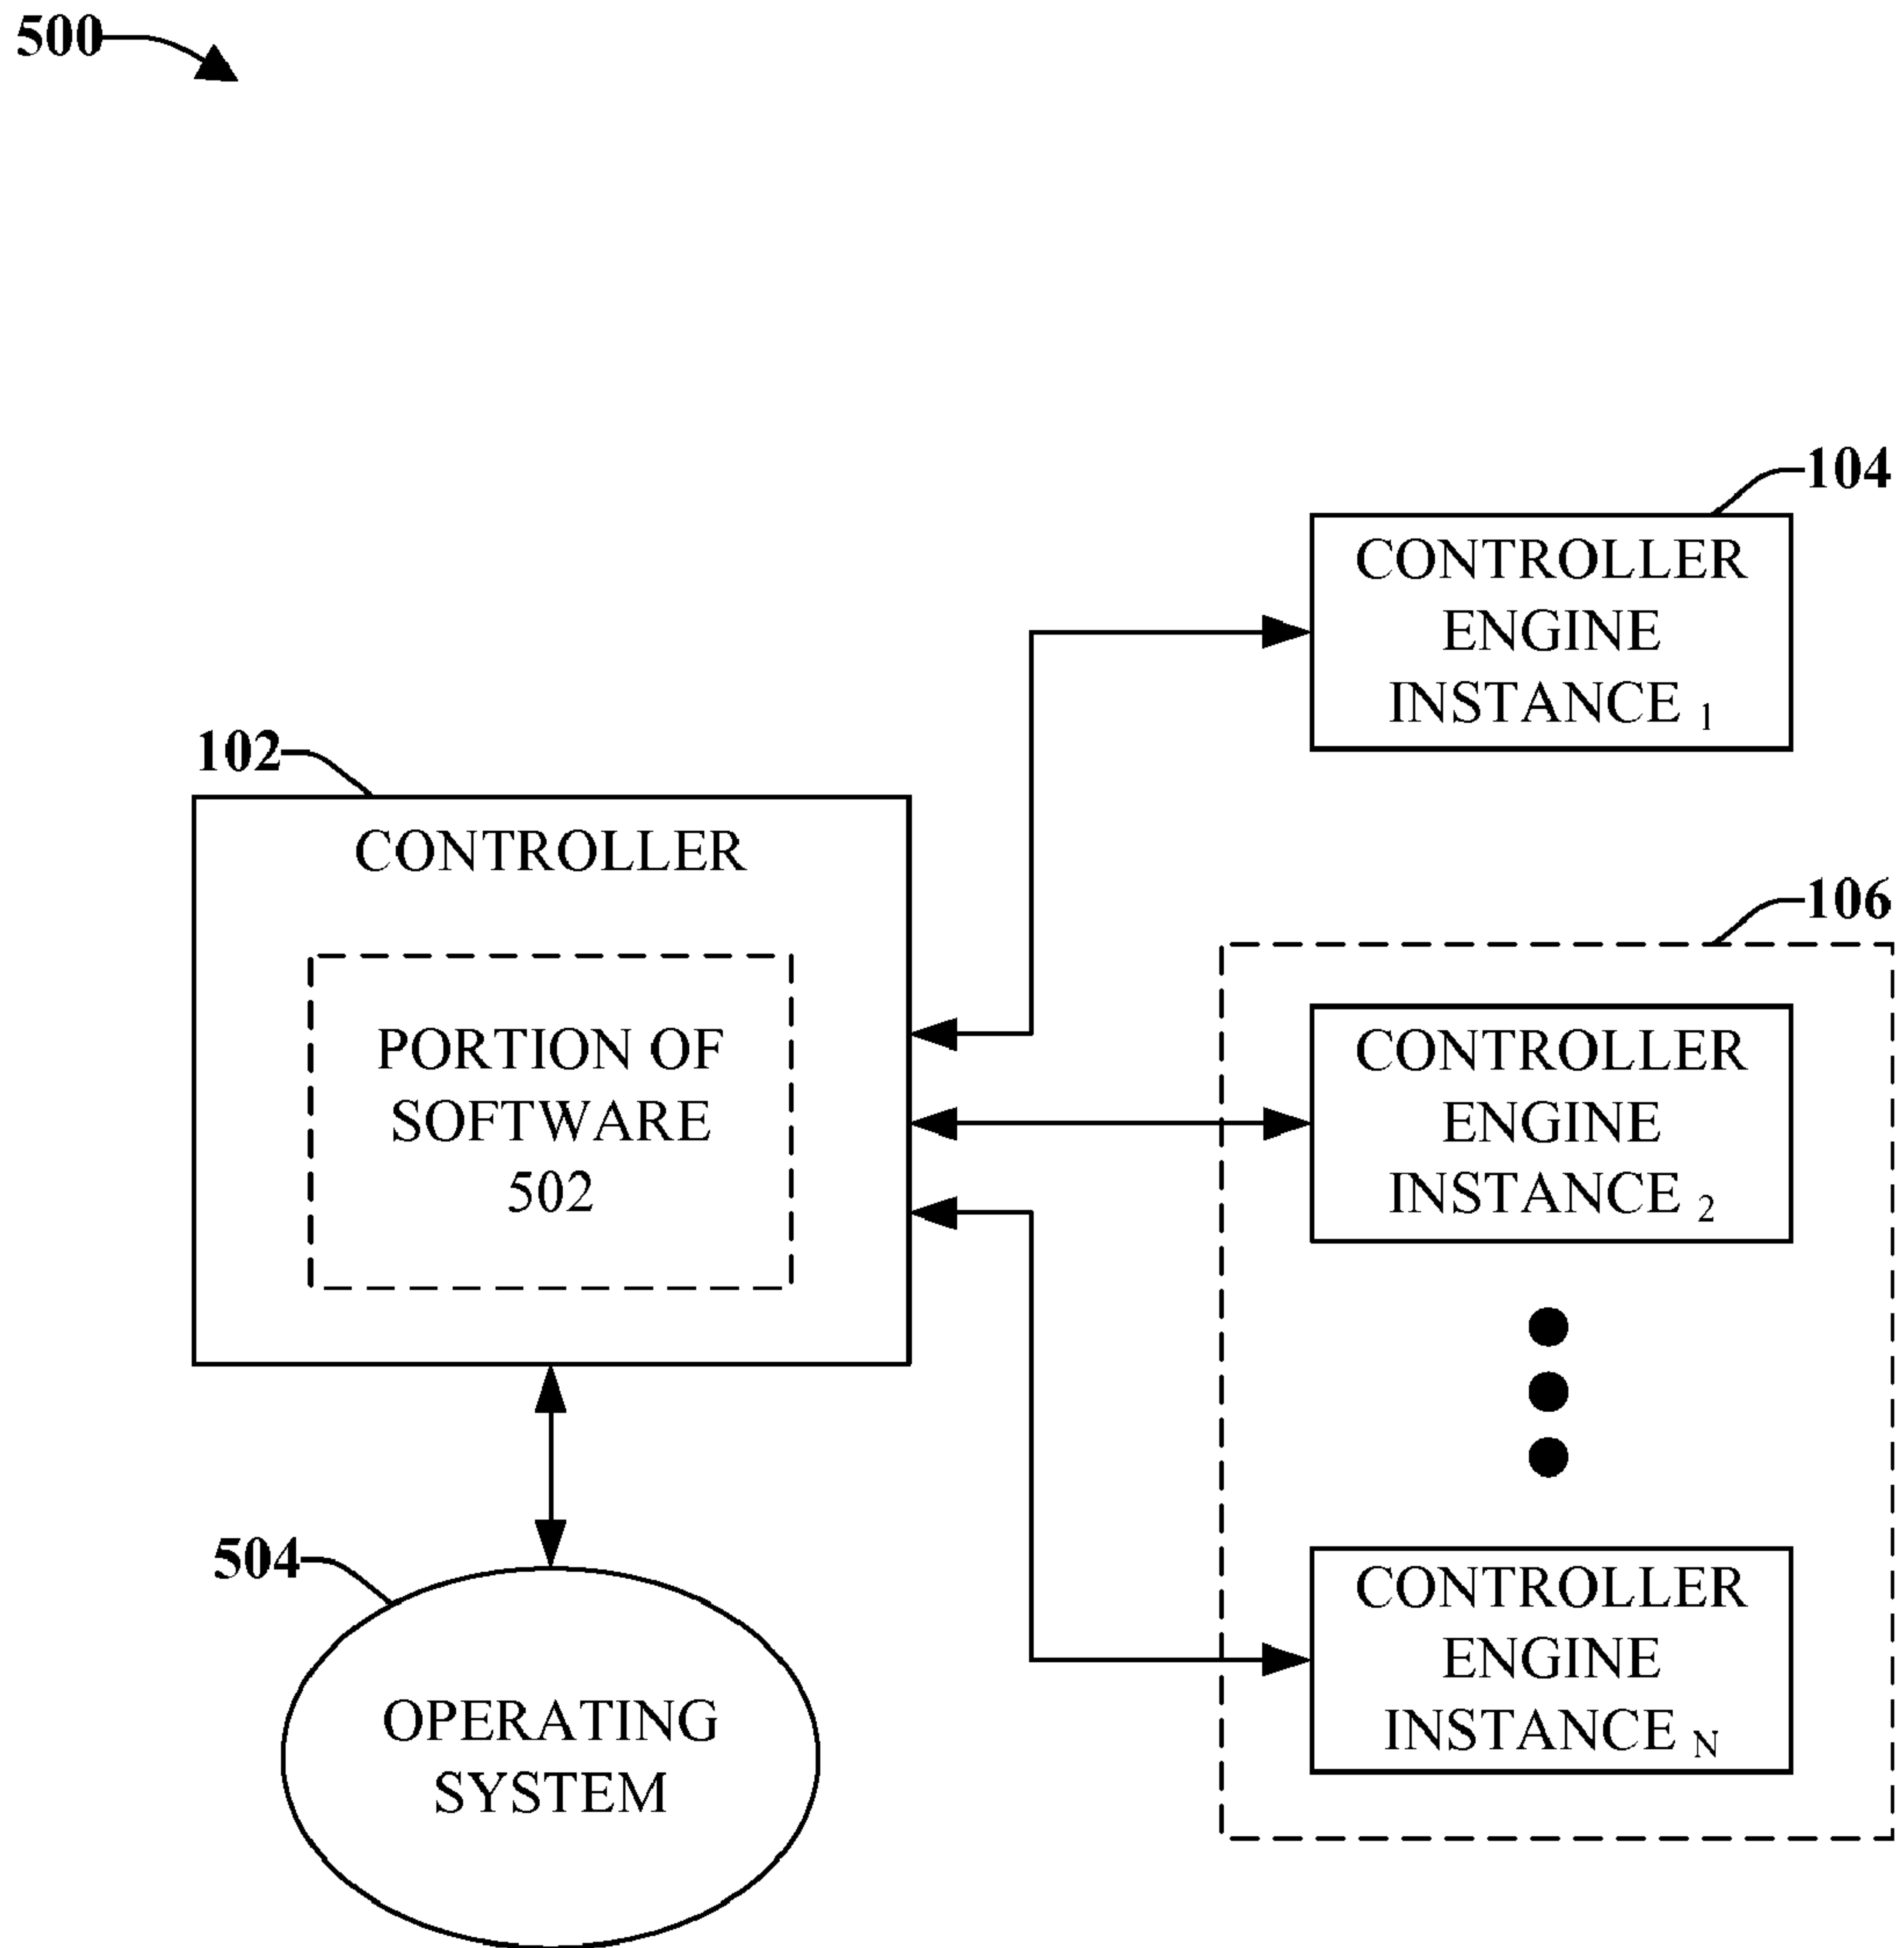 500
104
CONTROLLER
ENGINE
INSTANCE 1
102
CONTROLLER
PORTION OF
SOFTWARE
502
106
CONTROLLER
ENGINE
INSTANCE 2
CONTROLLER
ENGINE
INSTANCE N
504
OPERATING
SYSTEM